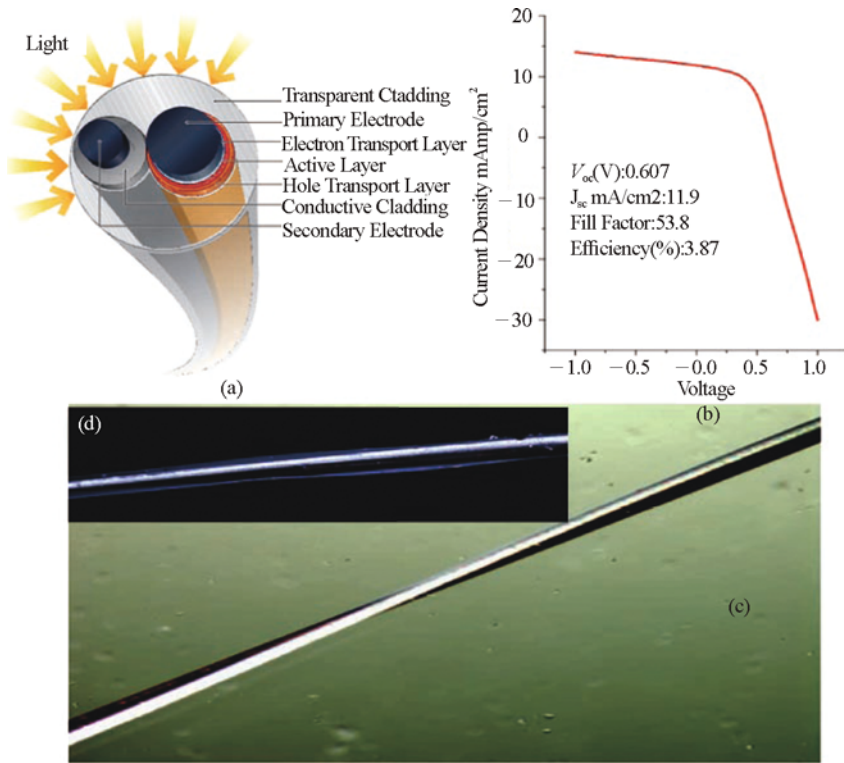 Light
Transparent Ctadding
Primary Electrode
Electron Transport Layer
Active Layer
Hole Transport Layer
Conductive Cladding
Secondary Electrode
(a)
Current Density mAmp/cm²
20
10
0
−10
−20
−30
V_oc(V):0.607
J_sc mA/cm2:11.9
Fill Factor:53.8
Efficiency(%):3.87
−1.0 −0.5 −0.0 0.5 1.0
Voltage
(b)
(d)
(c)